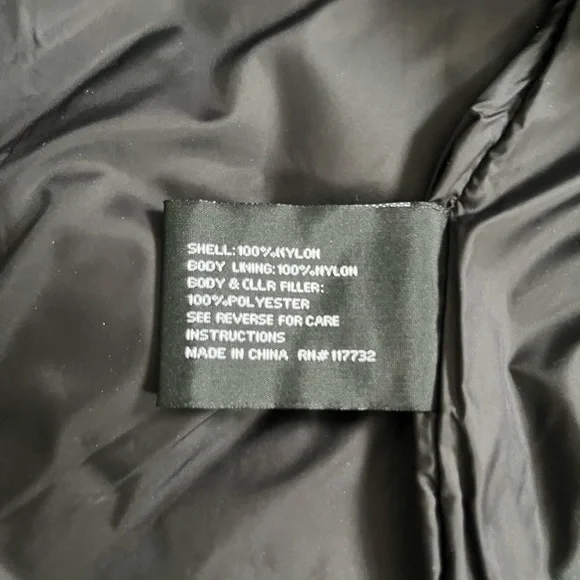 SHELL:100%NYLON
BODY LINING:100%NYLON
BODY & CLLR FILLER:
100%POLYESTER
SEE REVERSE FOR CARE
INSTRUCTIONS
MADE IN CHINA RN# 117732